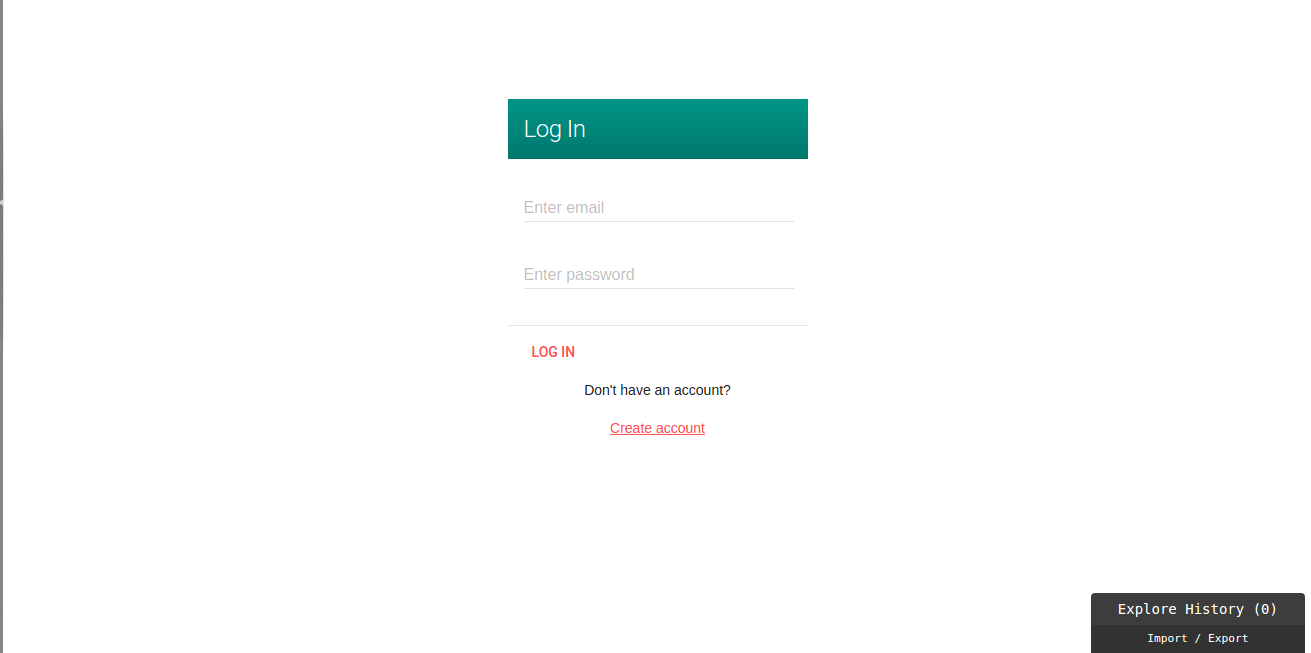 Log In
Enter email
Enter password
LOG IN
Don't have an account?
Create account
Explore History (0)
Import / Export